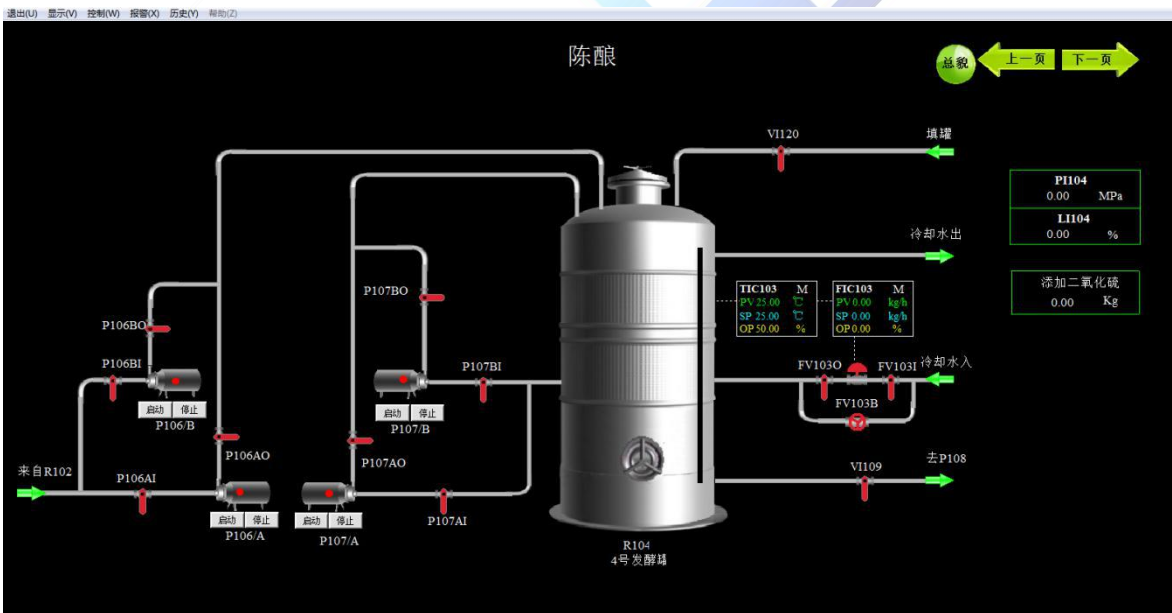 退出(U) 显示(V) 控制(W) 报警(X) 历史(Y) 帮助(Z)
陈酿
总貌
上一页
下一页
VI120
填罐
PI104
0.00 MPa
LI104
0.00 %
冷却水出
添加二氧化硫
0.00 Kg
TIC103 M
PV 25.00 ℃
SP 25.00 ℃
OP 50.00 %
FIC103 M
PV 0.00 kg/h
SP 0.00 kg/h
OP 0.00 %
P107BO
P106BO
P106BI
P107BI
FV103O
FV103I
冷却水入
FV103B
启动 停止
P106/B
启动 停止
P107/B
P106AO
P107AO
来自R102
P106AI
VI109
去P108
启动 停止
P106/A
启动 停止
P107/A
P107AI
R104
4号发酵罐